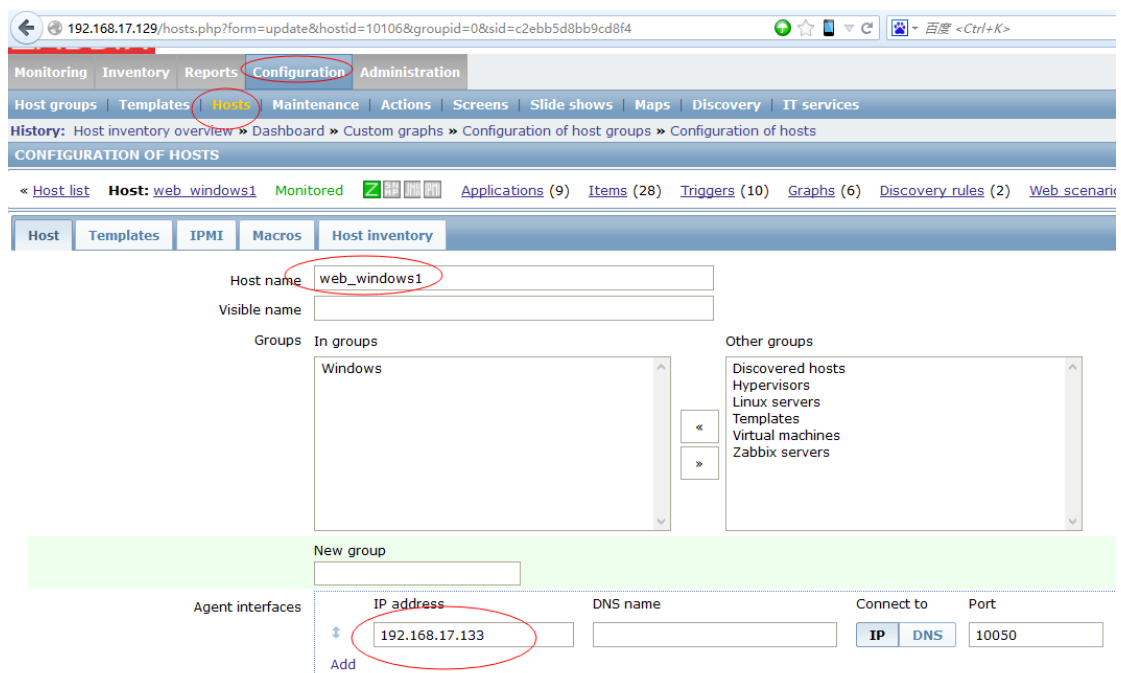 192.168.17.129/hosts.php?form=update&hostid=10106&groupid=0&sid=c2ebb5d8bb9cd8f4 百度 <Ctrl+K>
Monitoring Inventory Reports Configuration Administration
Host groups | Templates | Hosts | Maintenance | Actions | Screens | Slide shows | Maps | Discovery | IT services
History: Host inventory overview » Dashboard » Custom graphs » Configuration of host groups » Configuration of hosts
CONFIGURATION OF HOSTS
« Host list Host: web_windows1 Monitored Z SNMP JMX IPMI Applications (9) Items (28) Triggers (10) Graphs (6) Discovery rules (2) Web scenario
Host Templates IPMI Macros Host inventory
Host name web_windows1
Visible name
Groups In groups Other groups
Windows
Discovered hosts
Hypervisors
Linux servers
Templates
Virtual machines
Zabbix servers
«
»
New group
Agent interfaces IP address DNS name Connect to Port
192.168.17.133 IP DNS 10050
Add